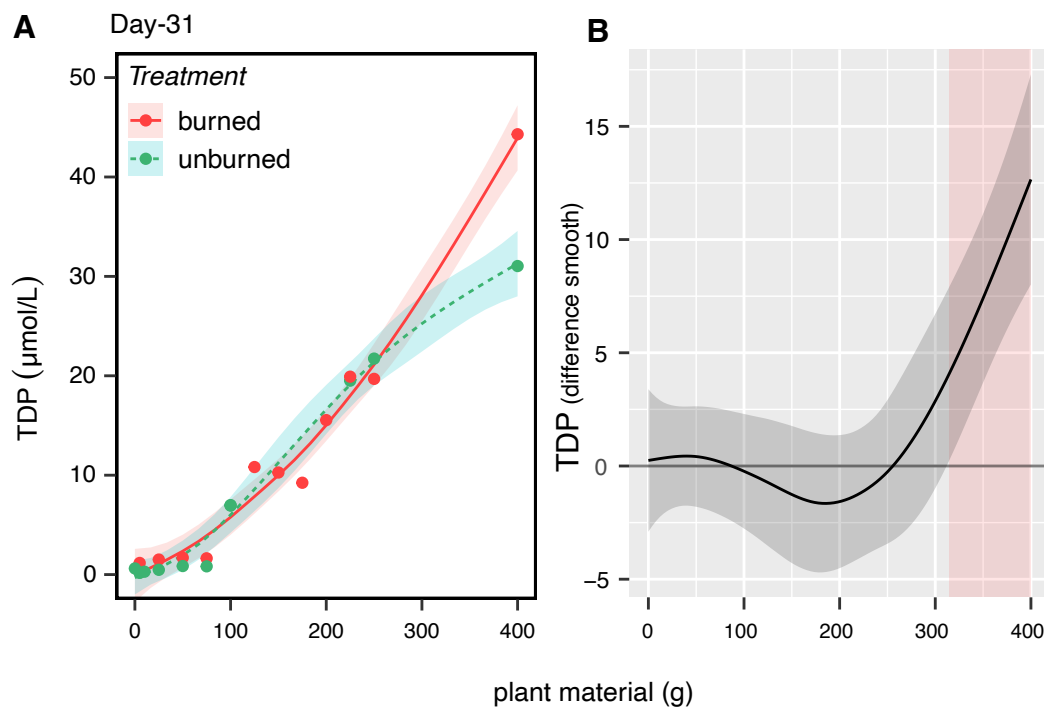 A
Day-31
Treatment
burned
unburned
TDP (μmol/L)
50
40
30
20
10
0
0
100
200
300
400
B
TDP (difference smooth)
15
10
5
0
−5
0
100
200
300
400
plant material (g)